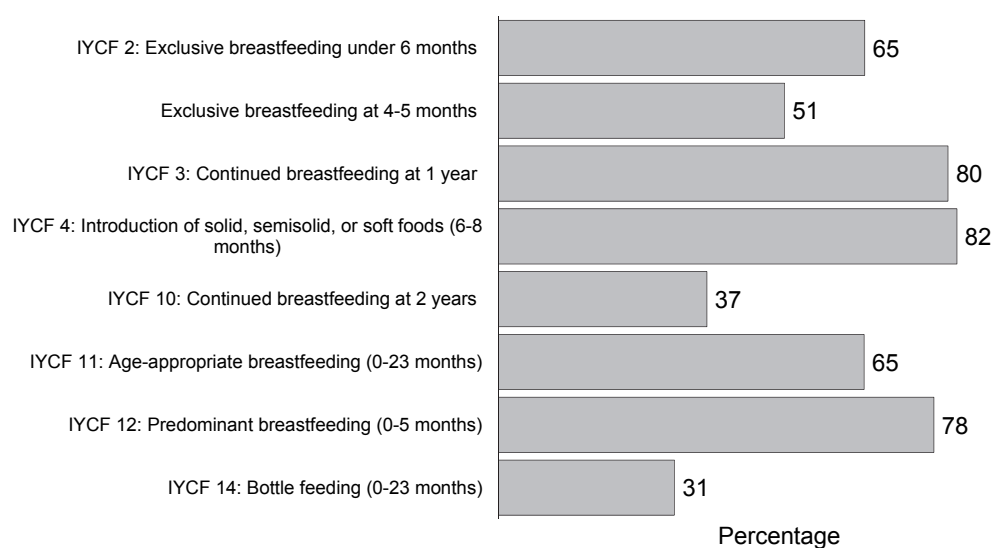 IYCF 2: Exclusive breastfeeding under 6 months
65
Exclusive breastfeeding at 4-5 months
51
IYCF 3: Continued breastfeeding at 1 year
80
IYCF 4: Introduction of solid, semisolid, or soft foods (6-8
months)
82
IYCF 10: Continued breastfeeding at 2 years
37
IYCF 11: Age-appropriate breastfeeding (0-23 months)
65
IYCF 12: Predominant breastfeeding (0-5 months)
78
IYCF 14: Bottle feeding (0-23 months)
31
Percentage